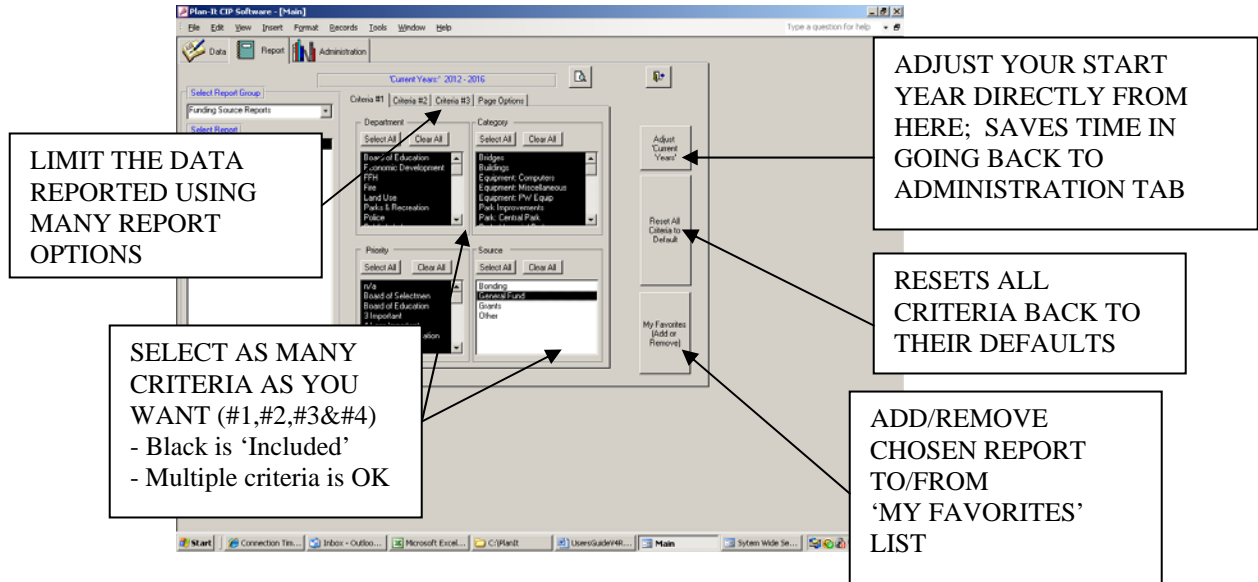 Plan-It CIP Software - [Main]
File Edit View Insert Format Records Tools Window Help
Type a question for help
Data Report Administration
'Current Years:' 2012 - 2016
Select Report Group
Funding Source Reports
Select Report
Criteria #1 Criteria #2 Criteria #3 Page Options
Department
Select All Clear All
Board of Education
Economic Development
FFH
Fire
Land Use
Parks & Recreation
Police
Category
Select All Clear All
Bridges
Buildings
Equipment: Computers
Equipment: Miscellaneous
Equipment: PW Equip
Park Improvements
Park: Central Park
Priority
Select All Clear All
n/a
Board of Selectmen
Board of Education
3 Important
Source
Select All Clear All
Bonding
General Fund
Grants
Other
Adjust
'Current
Years'
Reset All
Criteria to
Default
My Favorites
(Add or
Remove)
LIMIT THE DATA
REPORTED USING
MANY REPORT
OPTIONS
SELECT AS MANY
CRITERIA AS YOU
WANT (#1,#2,#3&#4)
- Black is ‘Included’
- Multiple criteria is OK
ADJUST YOUR START
YEAR DIRECTLY FROM
HERE; SAVES TIME IN
GOING BACK TO
ADMINISTRATION TAB
RESETS ALL
CRITERIA BACK TO
THEIR DEFAULTS
ADD/REMOVE
CHOSEN REPORT
TO/FROM
‘MY FAVORITES’
LIST
Start Connection Tim... Inbox - Outloo... Microsoft Excel... C:\PlanIt UsersGuideV4R... Main Sytem Wide Se...